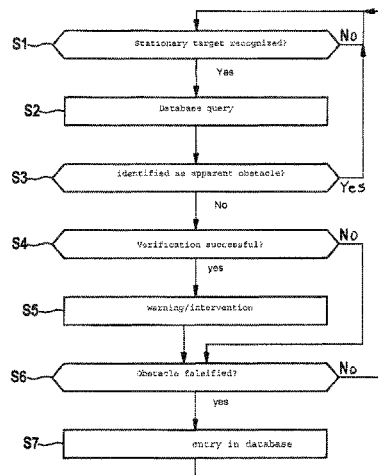 S1
Stationary target recognized?
No
Yes
S2
Database query
S3
identified as apparent obstacle?
Yes
No
S4
Verification successful?
No
yes
S5
warning/intervention
S6
Obstacle falsified?
No
yes
S7
entry in database